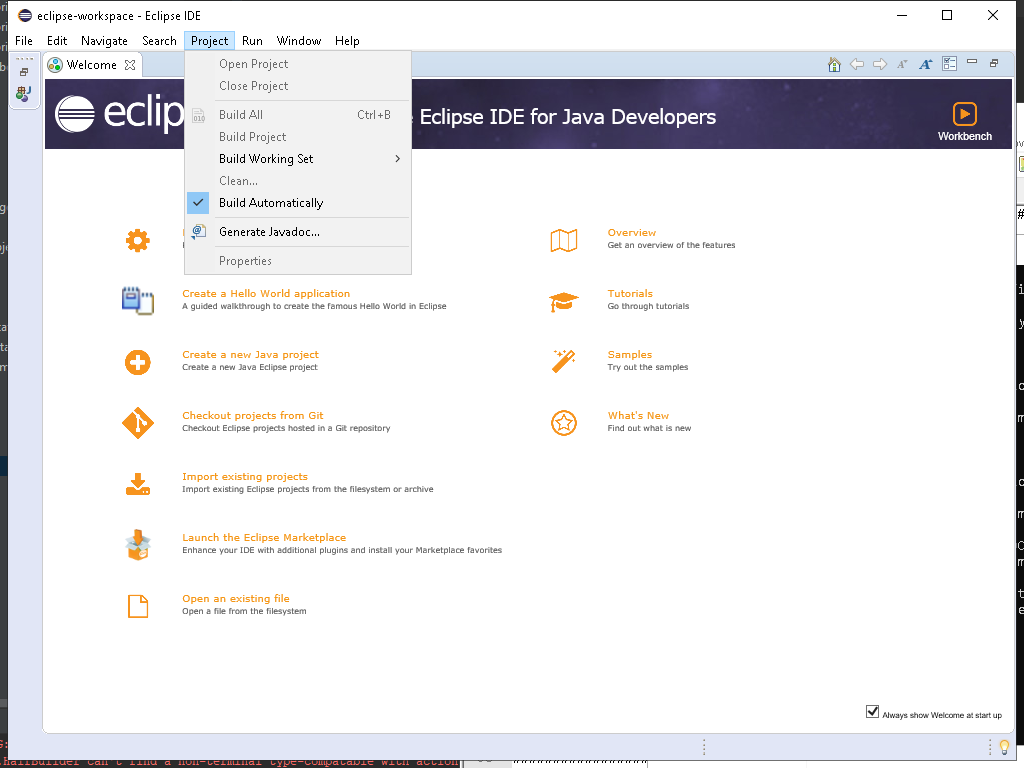 eclipse-workspace - Eclipse IDE
File Edit Navigate Search Project Run Window Help
Welcome
Open Project
Close Project
Build All Ctrl+B
Build Project
Build Working Set
Clean...
Build Automatically
Generate Javadoc...
Properties
Eclipse IDE for Java Developers
Workbench
Create a Hello World application
A guided walkthrough to create the famous Hello World in Eclipse
Create a new Java project
Create a new Java Eclipse project
Checkout projects from Git
Checkout Eclipse projects hosted in a Git repository
Import existing projects
Import existing Eclipse projects from the filesystem or archive
Launch the Eclipse Marketplace
Enhance your IDE with additional plugins and install your Marketplace favorites
Open an existing file
Open a file from the filesystem
Overview
Get an overview of the features
Tutorials
Go through tutorials
Samples
Try out the samples
What's New
Find out what is new
Always show Welcome at start up
can't find a non-terminal type-compatable with action